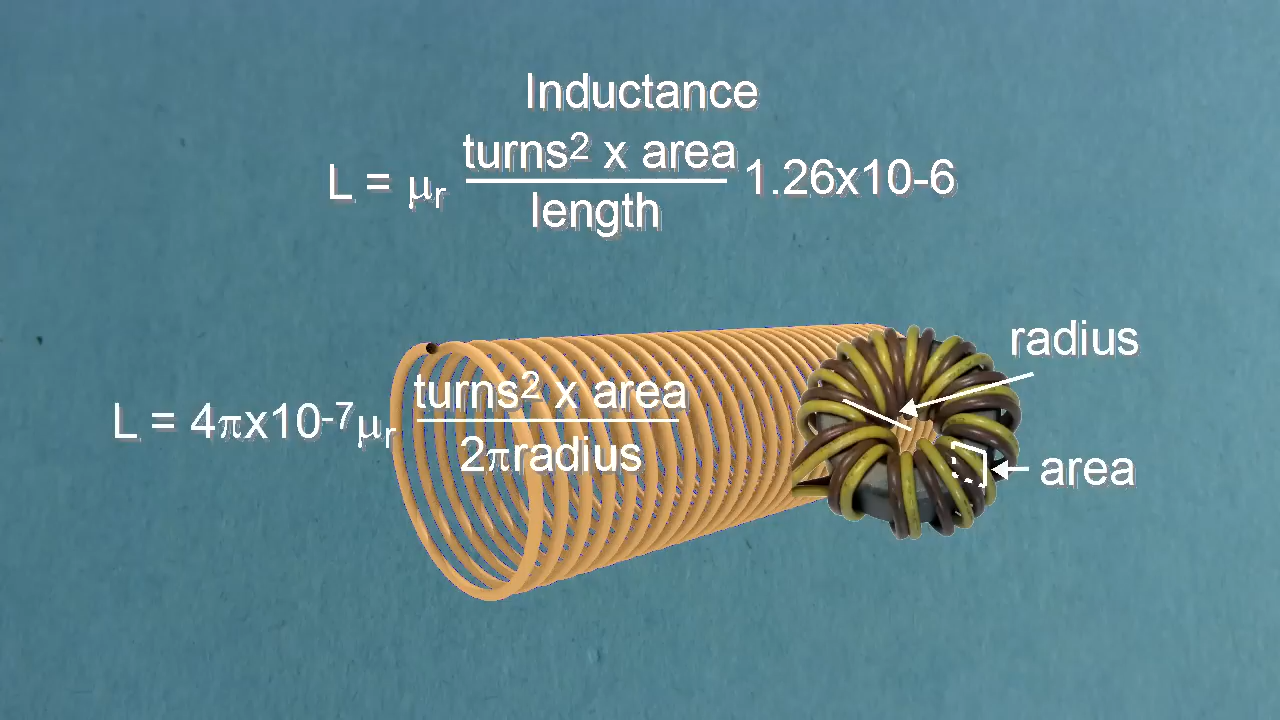 Inductance
L = μr turns² x area / length 1.26x10-6
radius
L = 4πx10⁻⁷μr turns² x area / 2πradius
area